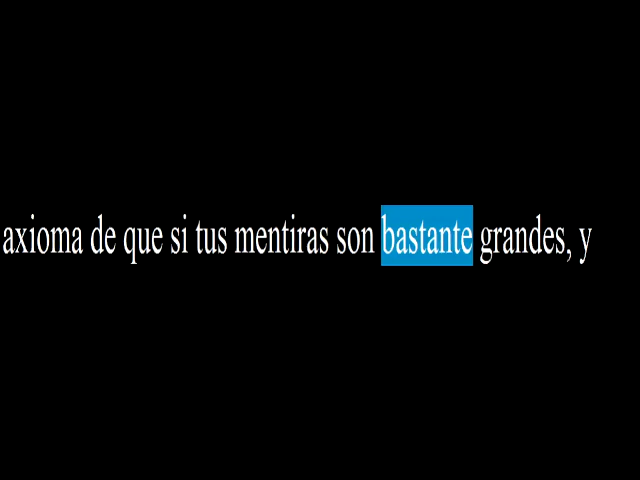 axioma de que si tus mentiras son bastante grandes, y